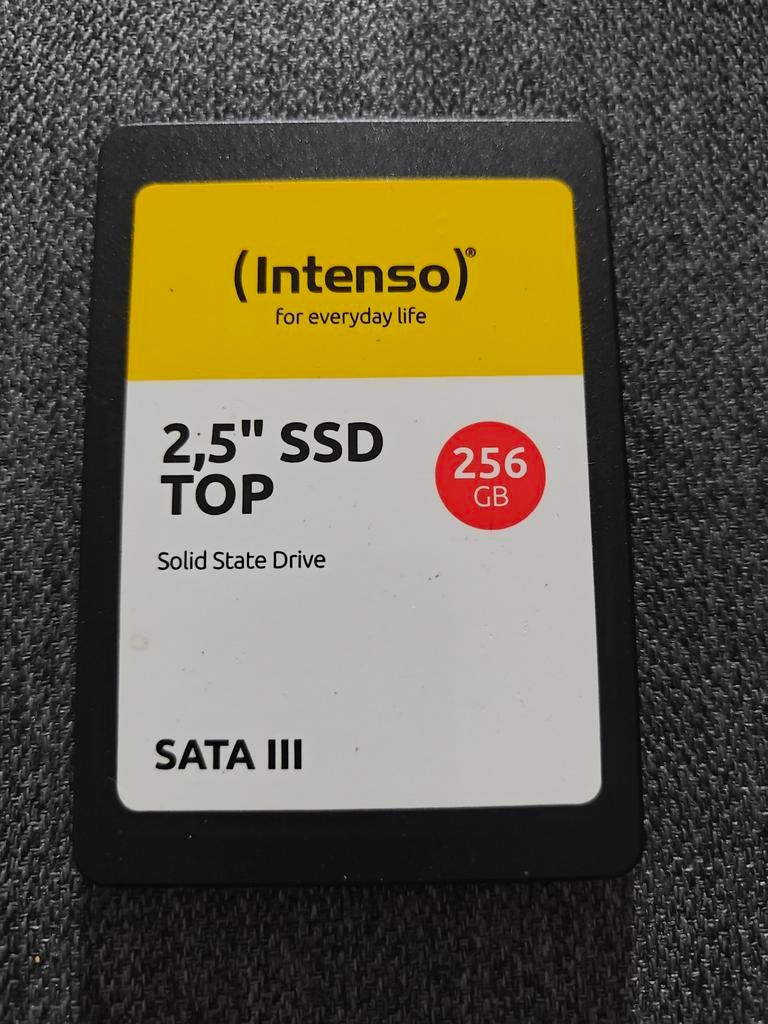 (Intenso)®
for everyday life
2,5" SSD
TOP
256
GB
Solid State Drive
SATA III